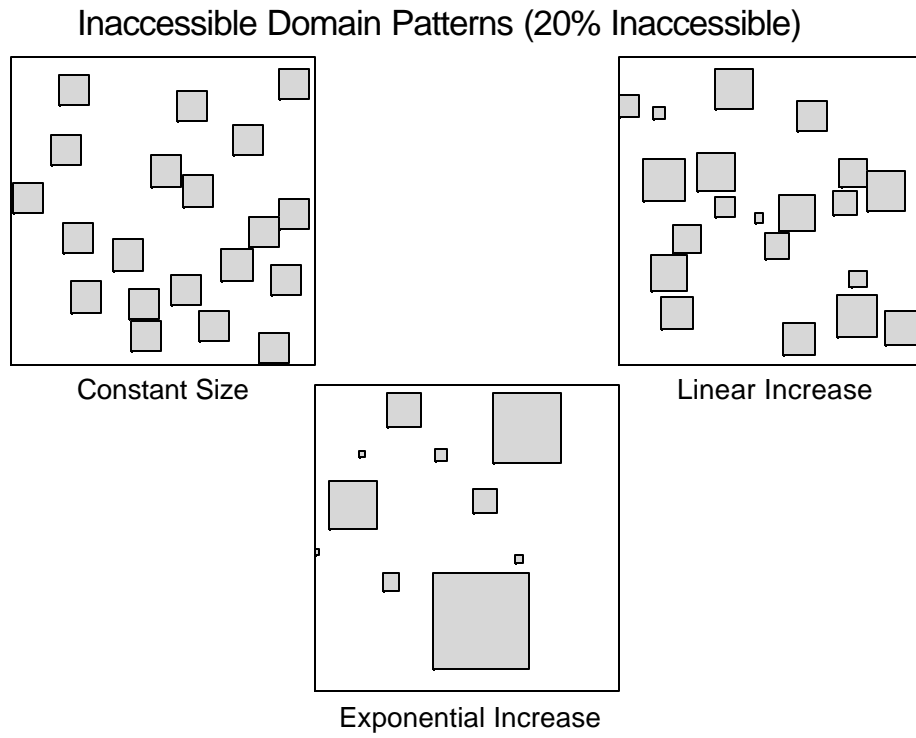 Inaccessible Domain Patterns (20% Inaccessible)
Constant Size
Linear Increase
Exponential Increase